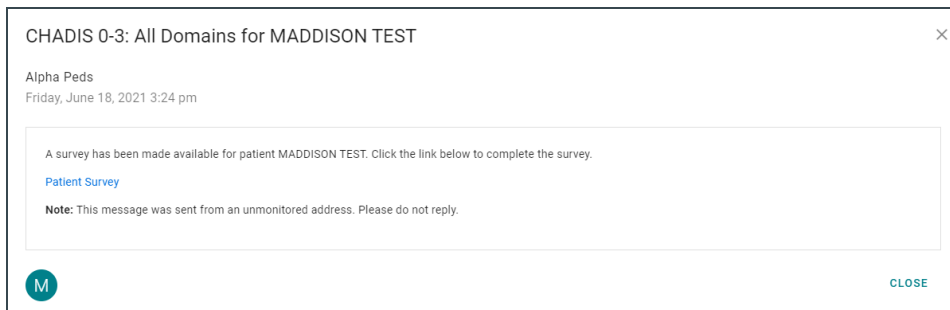 CHADIS 0-3: All Domains for MADDISON TEST
Alpha Peds
Friday, June 18, 2021 3:24 pm
A survey has been made available for patient MADDISON TEST. Click the link below to complete the survey.
Patient Survey
Note: This message was sent from an unmonitored address. Please do not reply.
M
CLOSE